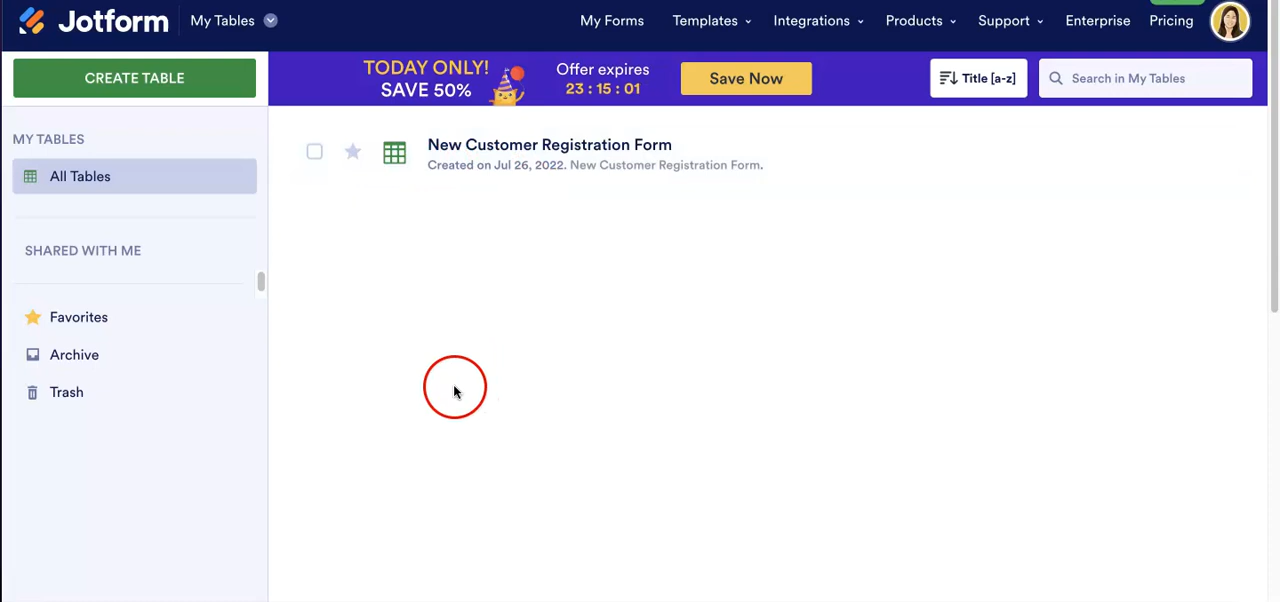 Jotform
My Tables
My Forms
Templates
Integrations
Products
Support
Enterprise
Pricing
CREATE TABLE
TODAY ONLY!
SAVE 50%
Offer expires
23 : 15 : 01
Save Now
Title [a-z]
Search in My Tables
MY TABLES
All Tables
SHARED WITH ME
Favorites
Archive
Trash
New Customer Registration Form
Created on Jul 26, 2022. New Customer Registration Form.